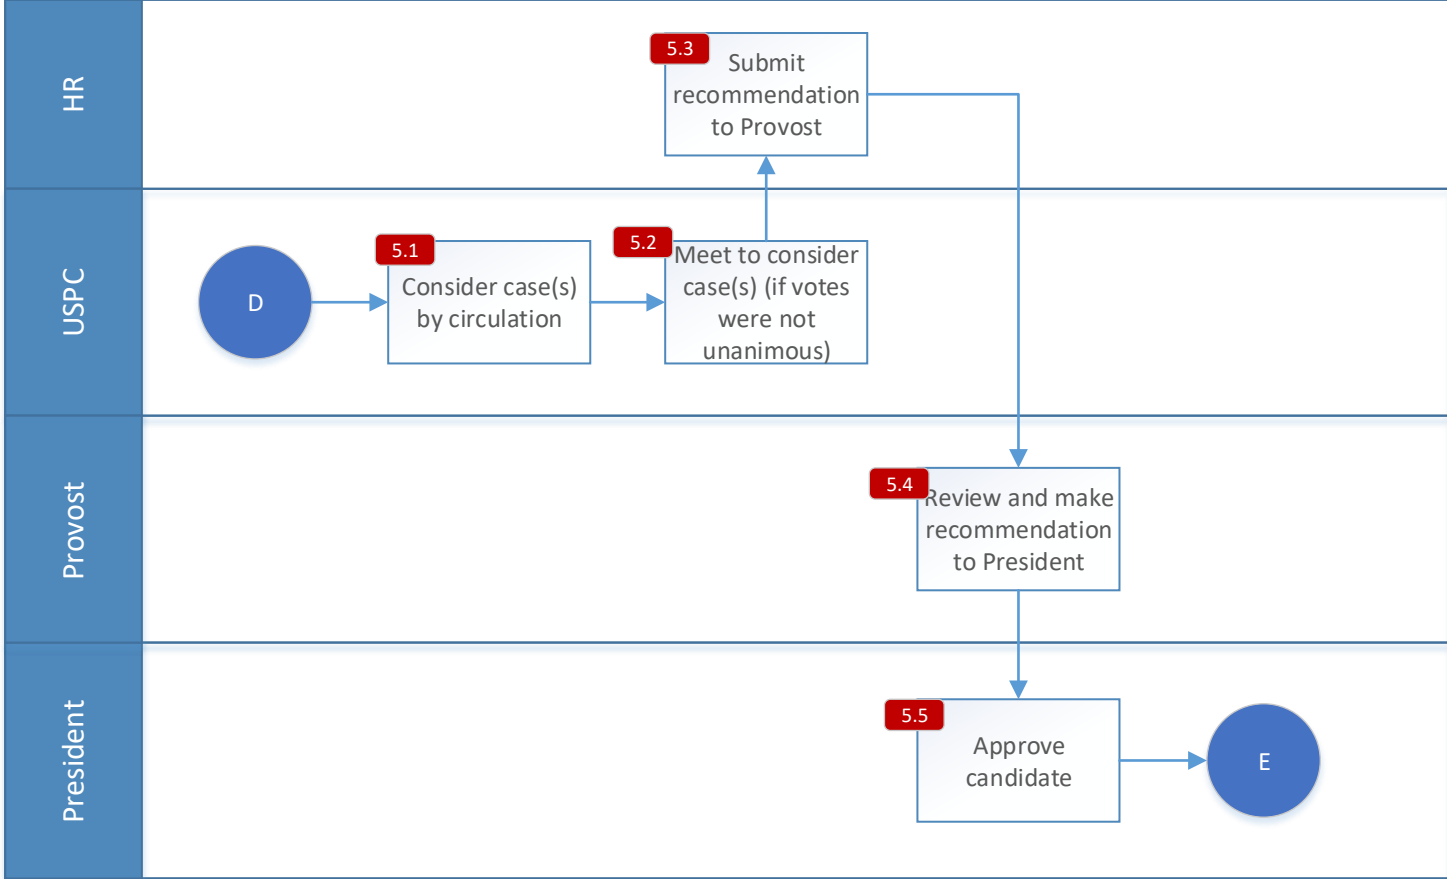 HR
5.3
Submit
recommendation
to Provost
USPC
D
5.1
Consider case(s)
by circulation
5.2
Meet to consider
case(s) (if votes
were not
unanimous)
Provost
5.4
Review and make
recommendation
to President
President
5.5
Approve
candidate
E